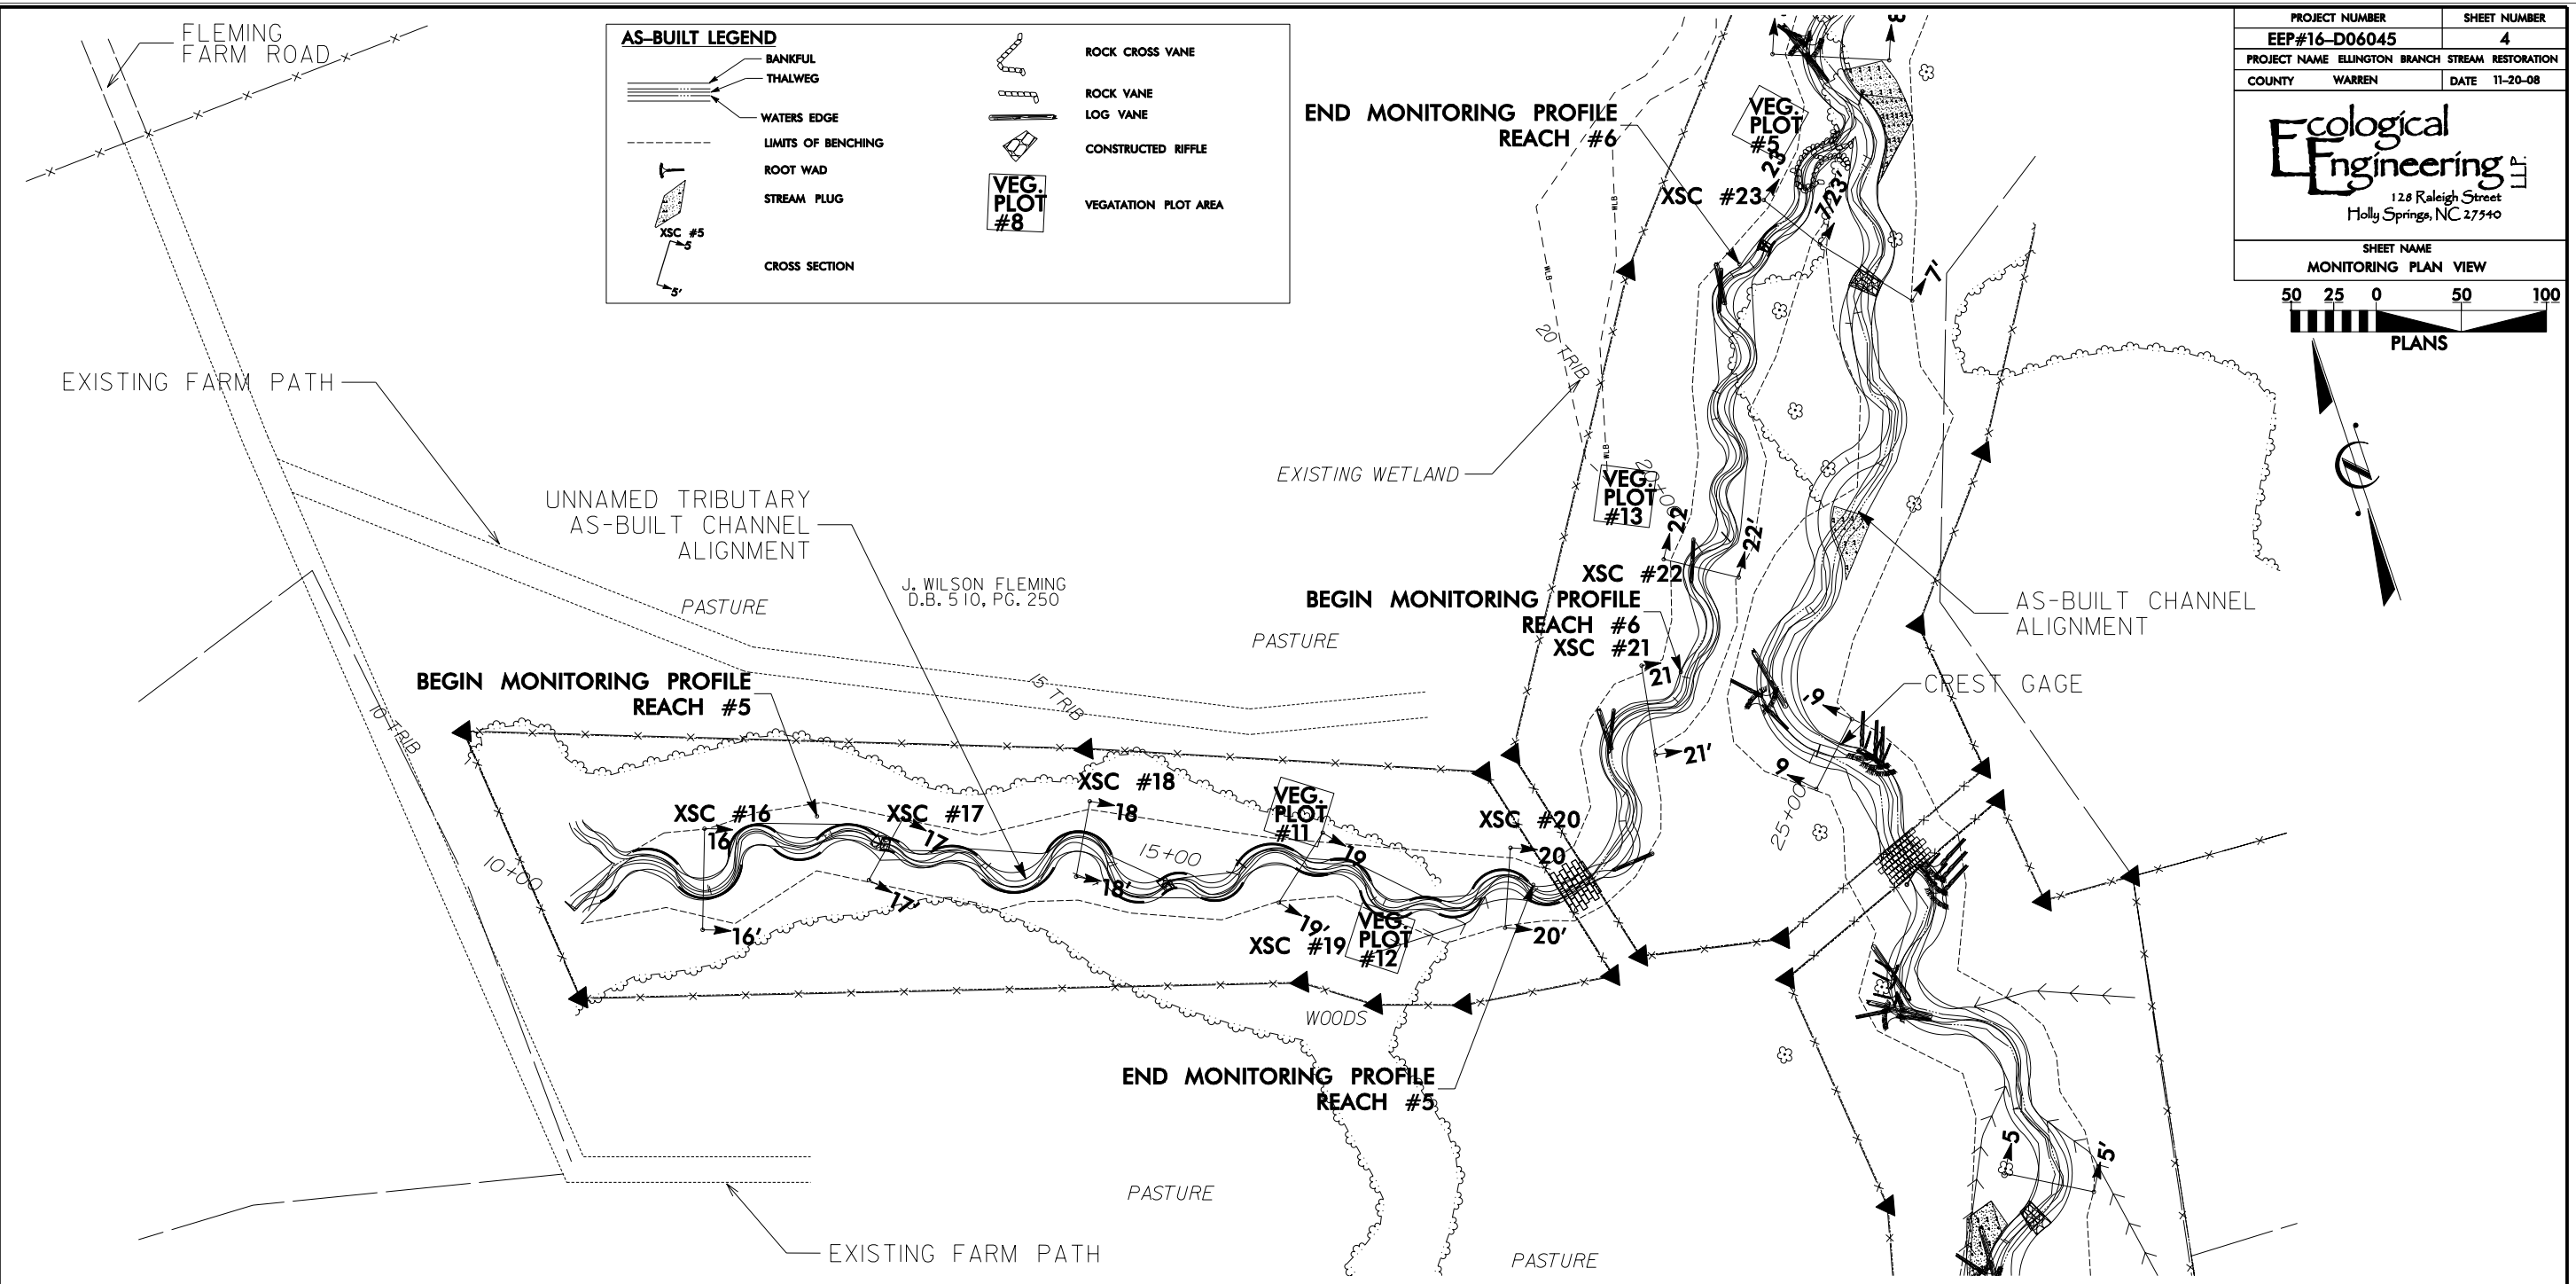 FLEMING
FARM ROAD
AS-BUILT LEGEND
BANKFUL
THALWEG
WATERS EDGE
LIMITS OF BENCHING
ROOT WAD
STREAM PLUG
XSC #5
5
5'
CROSS SECTION
ROCK CROSS VANE
ROCK VANE
LOG VANE
CONSTRUCTED RIFFLE
VEG.
PLOT
#8
VEGATATION PLOT AREA
PROJECT NUMBER
SHEET NUMBER
EEP#16-D06045
4
PROJECT NAME ELLINGTON BRANCH STREAM RESTORATION
COUNTY WARREN
DATE 11-20-08
Ecological
Engineering LLP.
128 Raleigh Street
Holly Springs, NC 27540
SHEET NAME
MONITORING PLAN VIEW
50 25 0 50 100
PLANS
END MONITORING PROFILE
REACH #6
VEG.
PLOT
#5
23
XSC #23
7/23'
7'
WLB
WLB
WLB
20 TRIB
EXISTING FARM PATH
EXISTING WETLAND
VEG.
PLOT
#13
20+00
22
22'
XSC #22
UNNAMED TRIBUTARY
AS-BUILT CHANNEL
ALIGNMENT
J. WILSON FLEMING
D.B. 510, PG. 250
PASTURE
PASTURE
BEGIN MONITORING PROFILE
REACH #6
XSC #21
21
21'
AS-BUILT CHANNEL
ALIGNMENT
CREST GAGE
9'
9
25+00
BEGIN MONITORING PROFILE
REACH #5
10 TRIB
15 TRIB
10+00
XSC #16
16
16'
XSC #17
17
17'
XSC #18
18
18'
15+00
VEG.
PLOT
#11
19
19'
XSC #19
VEG.
PLOT
#12
XSC #20
20
20'
WOODS
END MONITORING PROFILE
REACH #5
5
5'
PASTURE
EXISTING FARM PATH
PASTURE